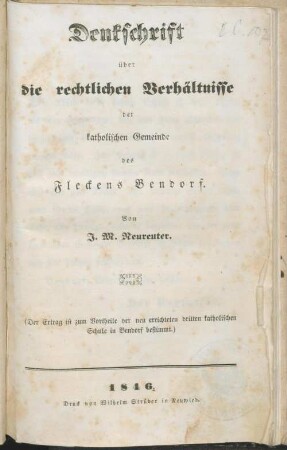 Denkschrift
über
die rechtlichen Verhältnisse
der
katholischen Gemeinde
des
Fleckens Bendorf.
Von
J. M. Neureuter.
(Der Ertrag ist zum Vortheile der neu errichteten dritten katholischen
Schule in Bendorf bestimmt.)
1846.
Druck von Wilhelm Strüder in Neuwied.